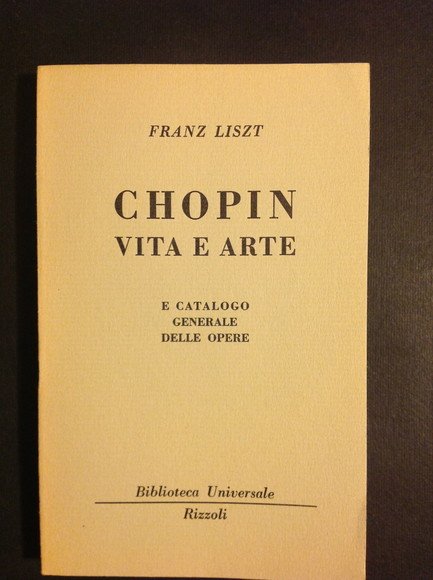 FRANZ LISZT
CHOPIN
VITA E ARTE
E CATALOGO
GENERALE
DELLE OPERE
Biblioteca Universale
Rizzoli